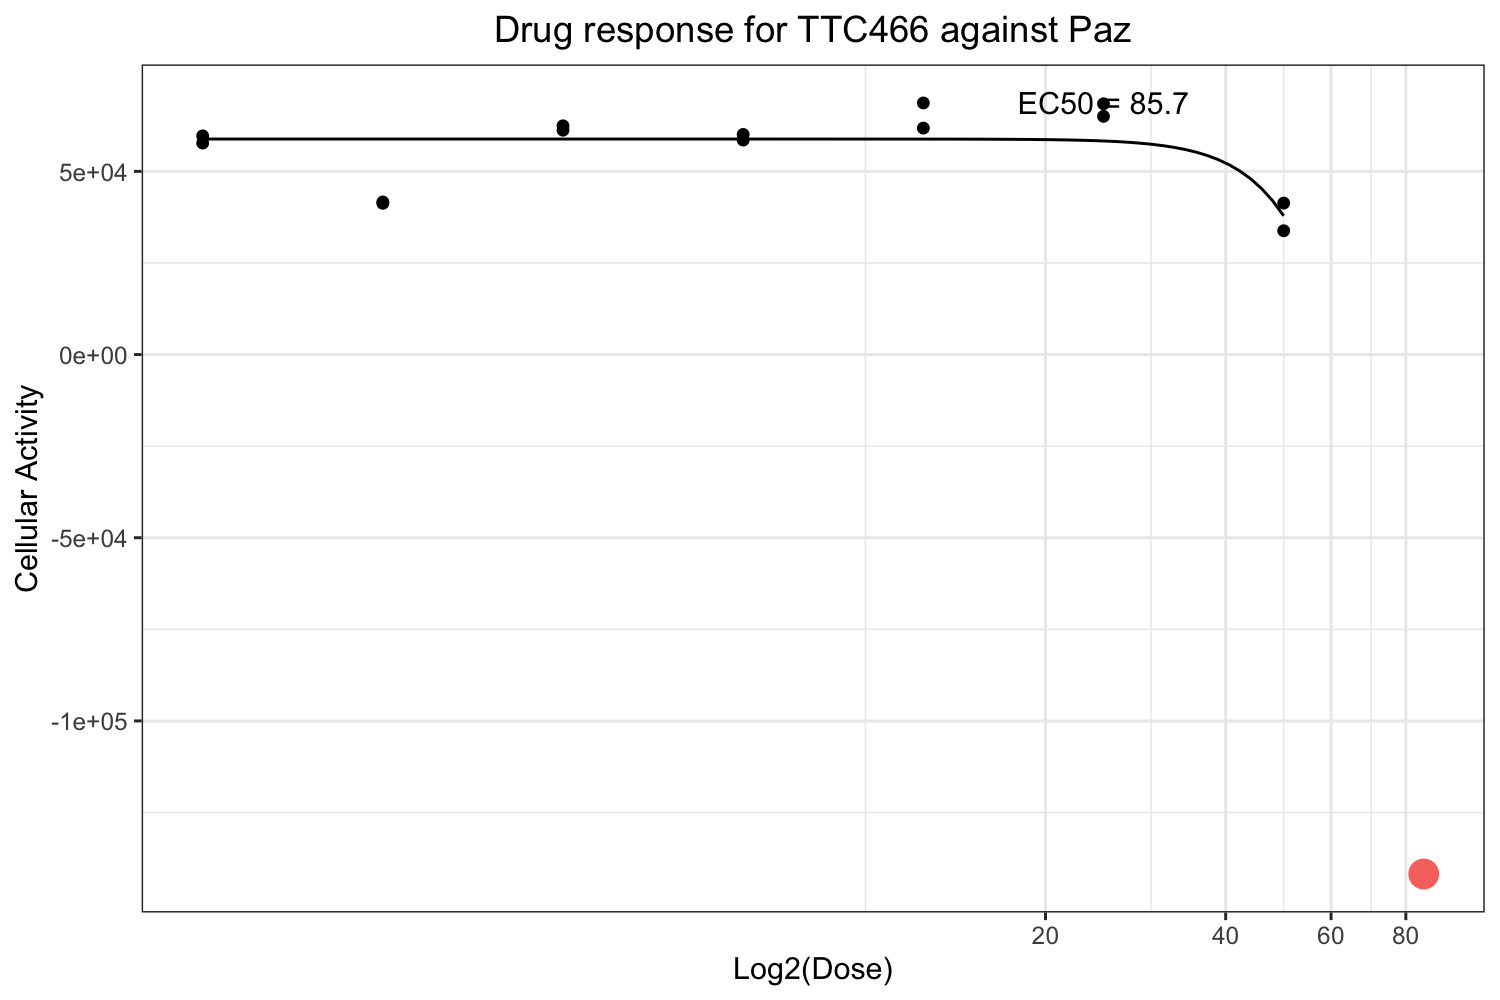 Drug response for TTC466 against Paz
EC50 = 85.7
5e+04
0e+00
-5e+04
-1e+05
Cellular Activity
20 40 60 80
Log2(Dose)